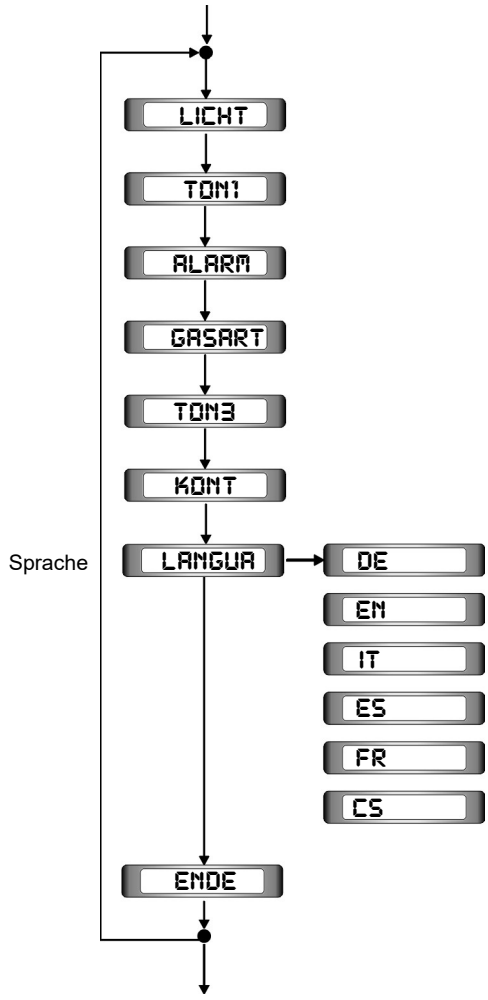 LICHT
TON1
ALARM
GASART
TON3
KONT
Sprache
LANGUA
DE
EN
IT
ES
FR
CS
ENDE